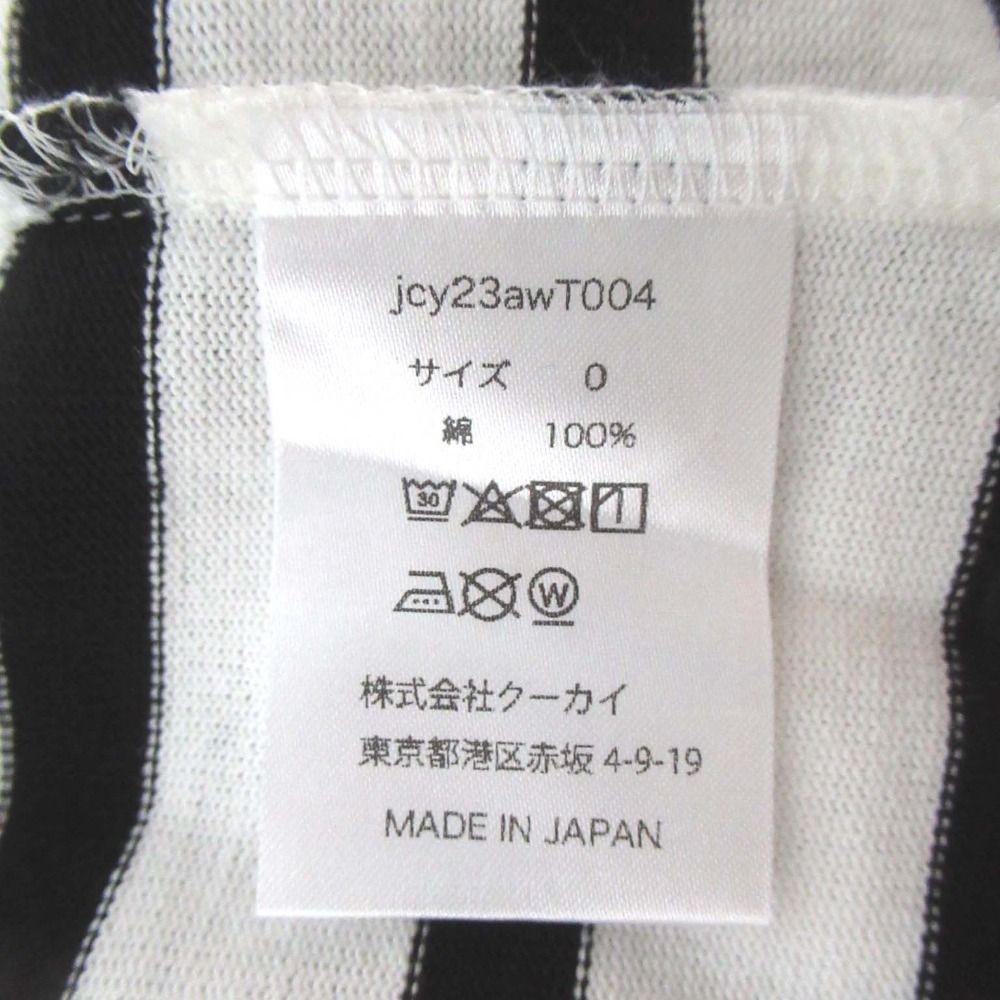 jcy23awT004
サイズ 0
綿 100%
30
W
株式会社クーカイ
東京都港区赤坂 4-9-19
MADE IN JAPAN